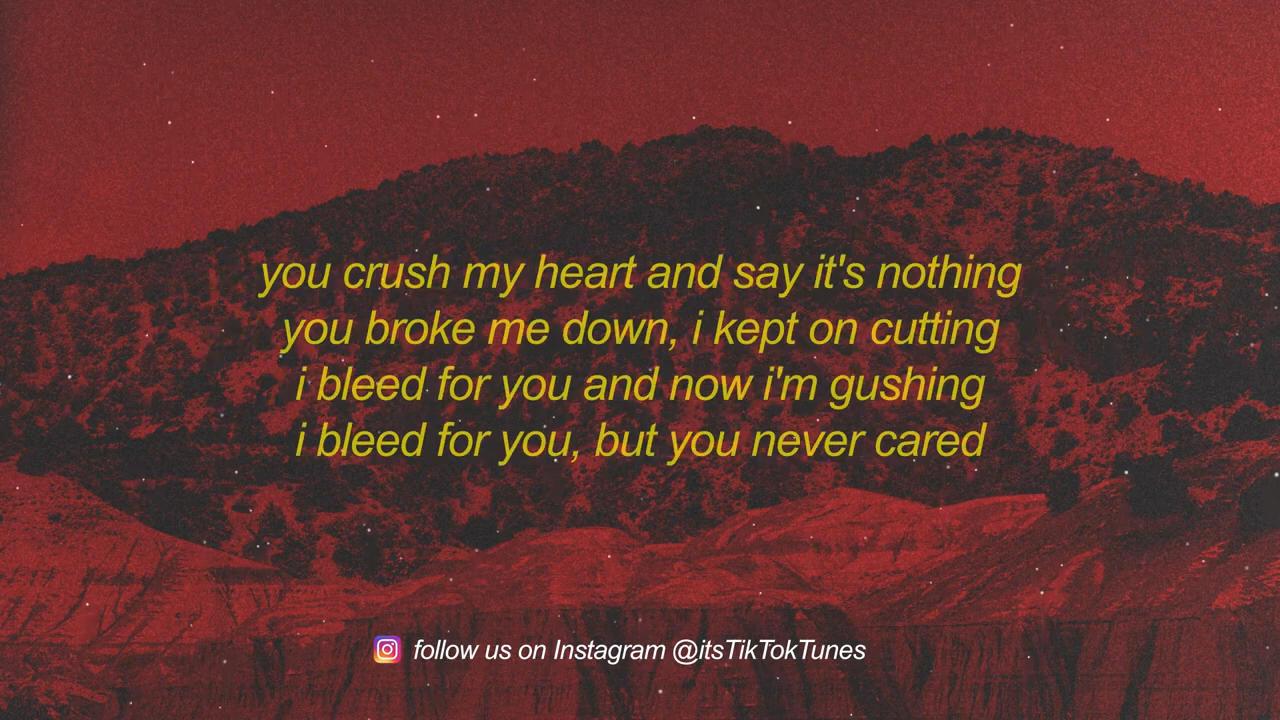 you crush my heart and say it's nothing
you broke me down, i kept on cutting
i bleed for you and now i'm gushing
i bleed for you, but you never cared
follow us on Instagram @itsTikTokTunes